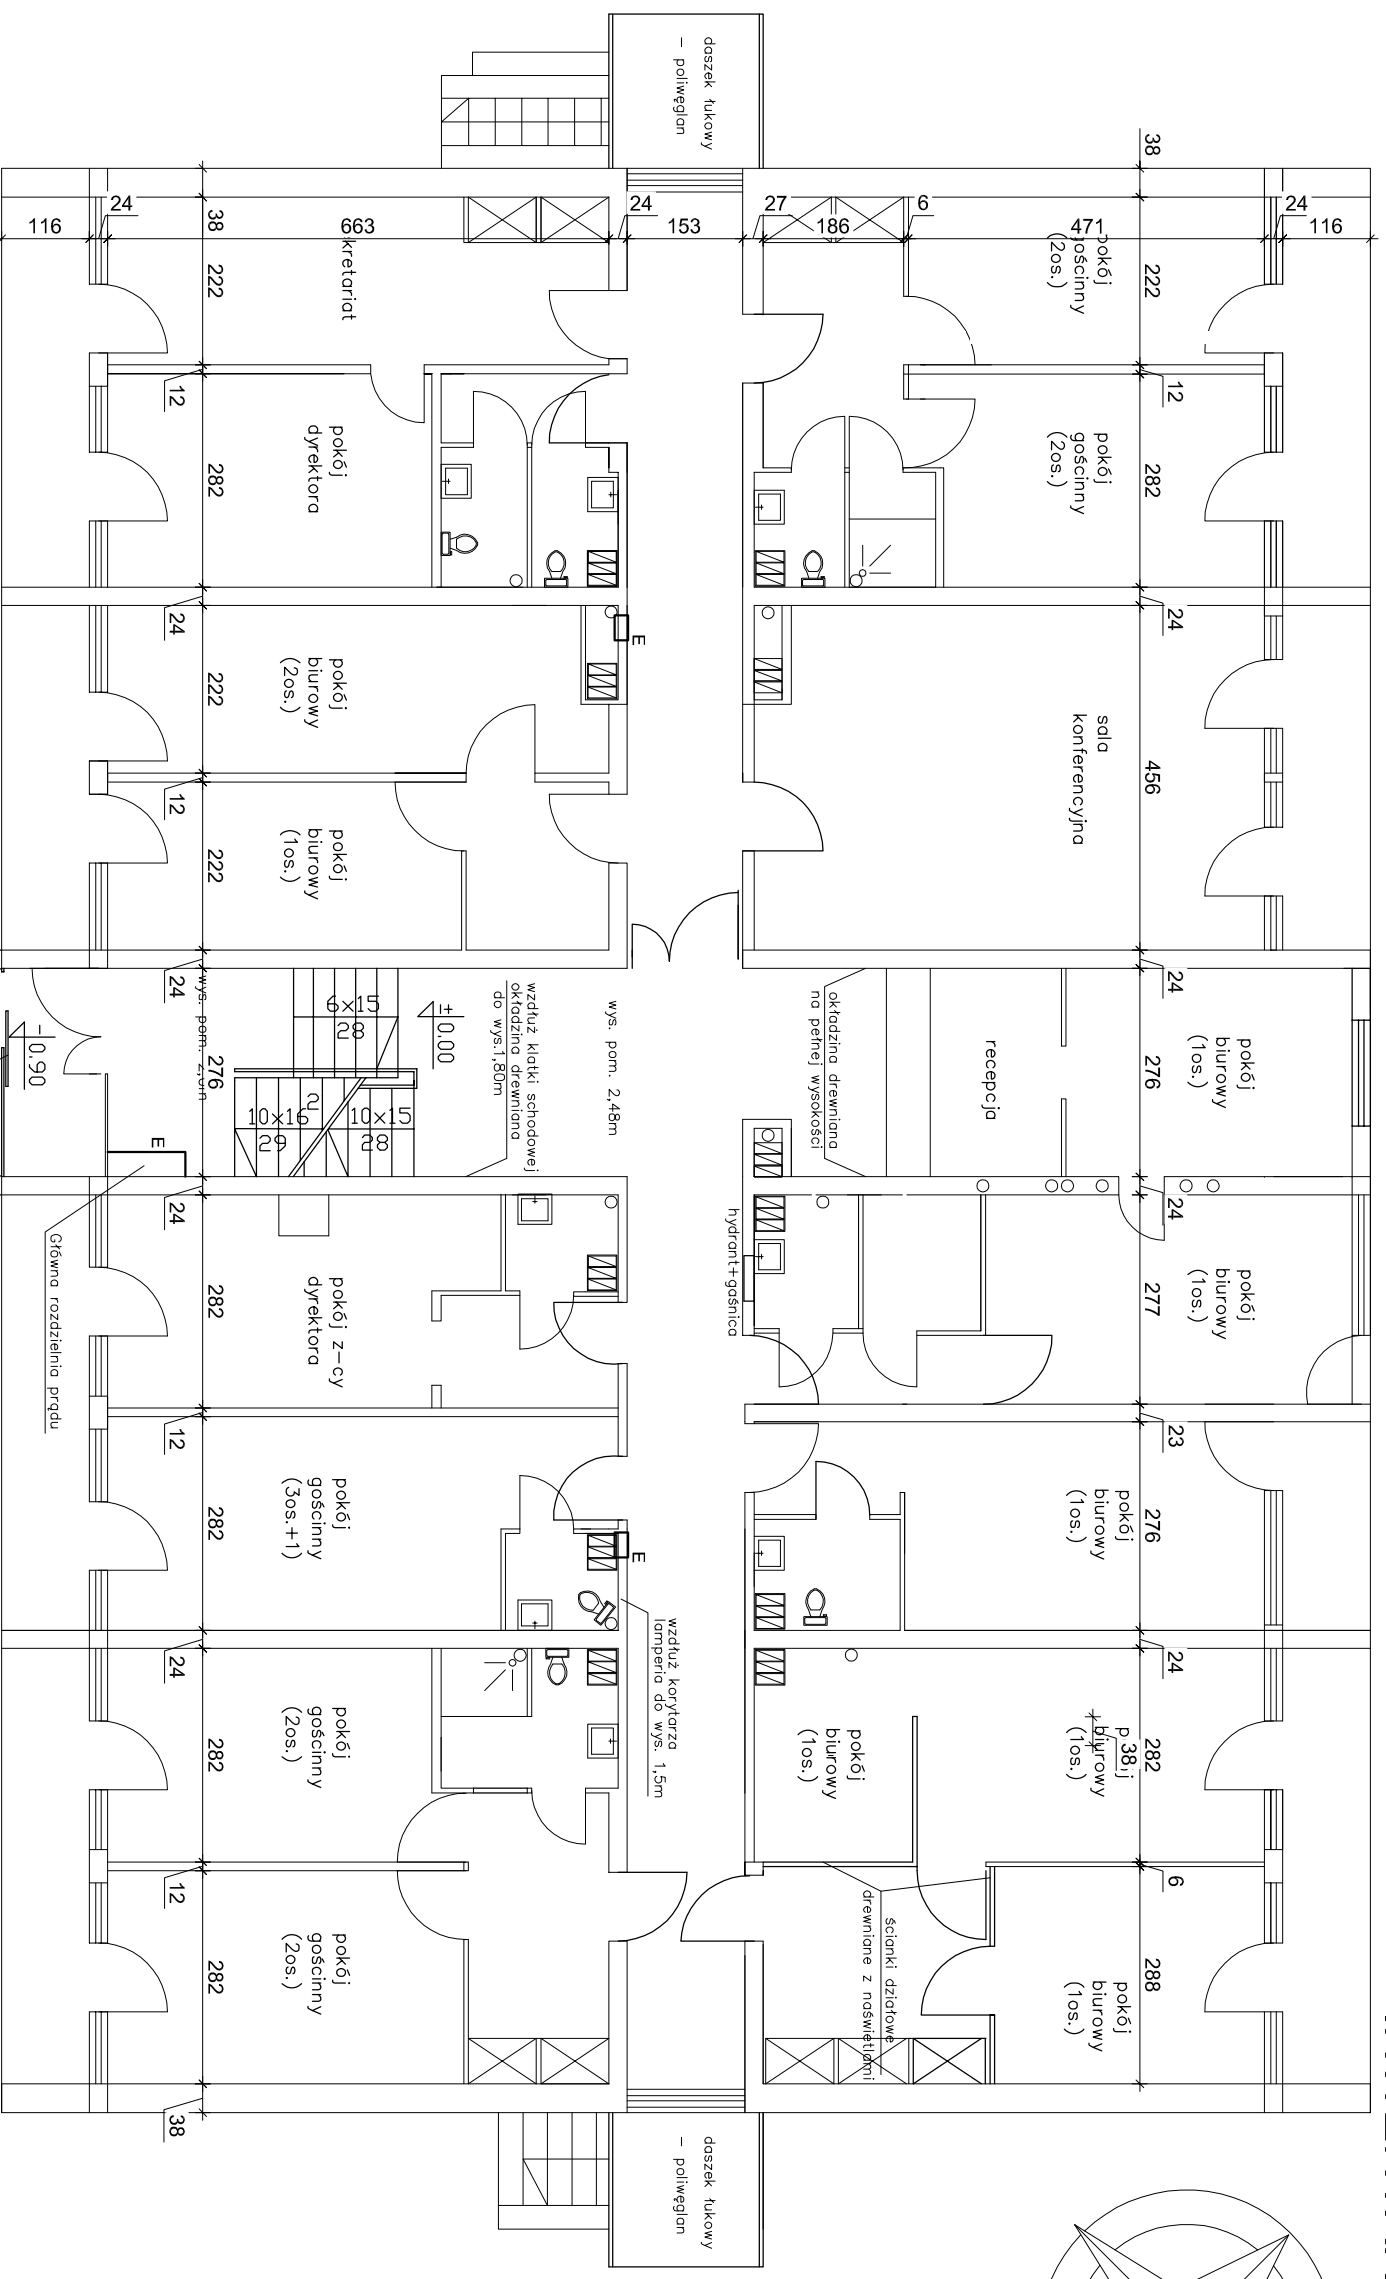 daszek łukowy
– poliwęglan
38
24
38
24
27
6
24
116
663
153
186
471
116
222
kretariat
pokój
gościnny
(2os.)
222
12
12
pokój
dyrektora
282
pokój
gościnny
(2os.)
282
24
24
E
pokój
biurowy
(2os.)
222
sala
konferencyjna
456
12
pokój
biurowy
(1os.)
222
24
24
wys. pom.
276
-0.90
6x15
28
±0.00
10x16
29
2
10x15
28
wzdłuż klatki schodowej
okładzina drewniana
do wys.1,80m
wys. pom. 2,48m
okładzina drewniana
na pełnej wysokości
recepcja
pokój
biurowy
(1os.)
276
E
Główna rozdzielnia prądu
24
24
hydrant+gaśnica
pokój z-cy
dyrektora
282
pokój
biurowy
(1os.)
277
12
23
pokój
gościnny
(3os.+1)
282
E
pokój
biurowy
(1os.)
276
wzdłuż korytarza
lamperia do wys. 1,5m
24
24
pokój
gościnny
(2os.)
282
pokój
biurowy
(1os.)
biurowy
(1os.)
38
282
12
6
ścianki działowe
drewniane z naświetlami
pokój
gościnny
(2os.)
282
pokój
biurowy
(1os.)
288
38
daszek łukowy
– poliwęglan